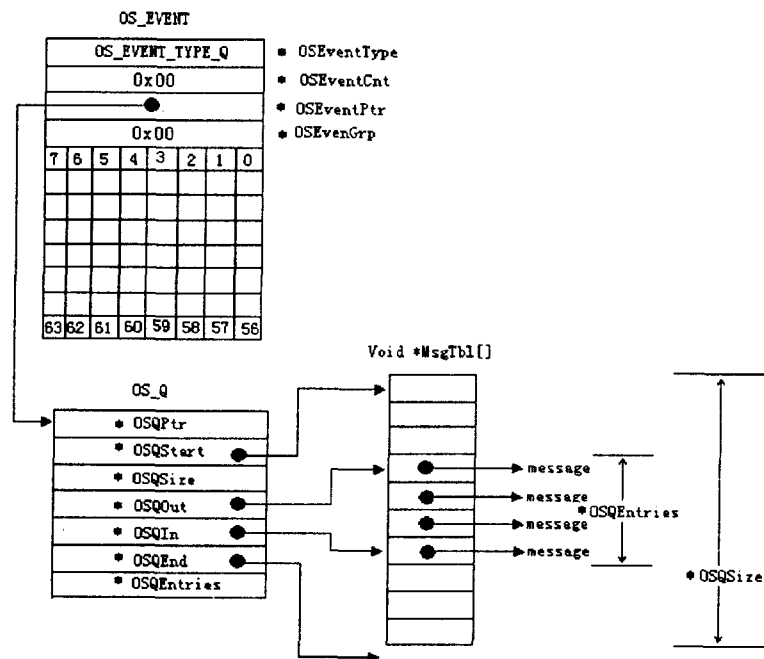 OS_EVENT
OS_EVENT_TYPE_Q
* OSEventType
0x00
* OSEventCnt
* OSEventPtr
0x00
* OSEvenGrp
7 6 5 4 3 2 1 0
63 62 61 60 59 58 57 56
Void *MsgTbl[]
OS_Q
* OSQPtr
* OSQStart
* OSQSize
* OSQOut
* OSQIn
* OSQEnd
* OSQEntries
message
message
message
message
* OSQEntries
* OSQSize